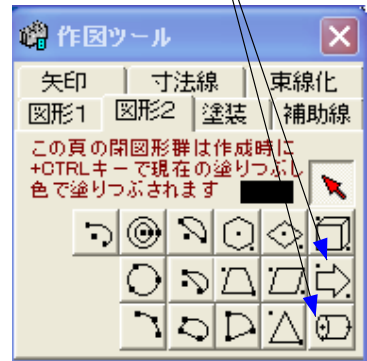 作図ツール
矢印 寸法線 束線化
図形1 図形2 塗装 補助線
この頁の閉図形群は作成時に
+CTRLキーで現在の塗りつぶし
色で塗りつぶされます